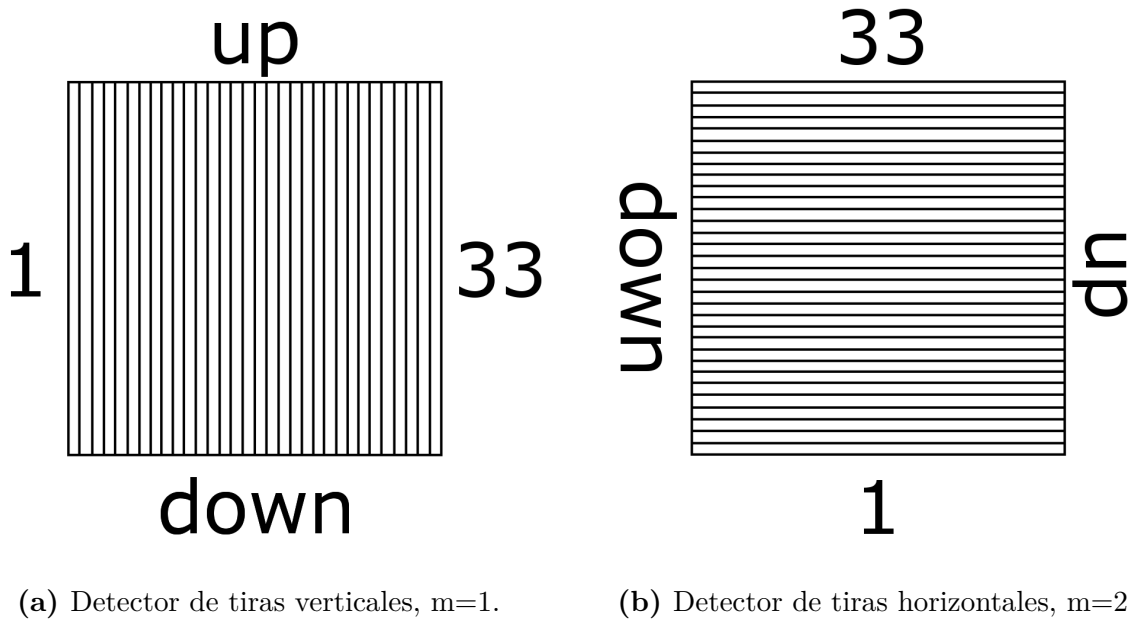 up
1
33
down
(a) Detector de tiras verticales, m=1.
33
down
up
1
(b) Detector de tiras horizontales, m=2